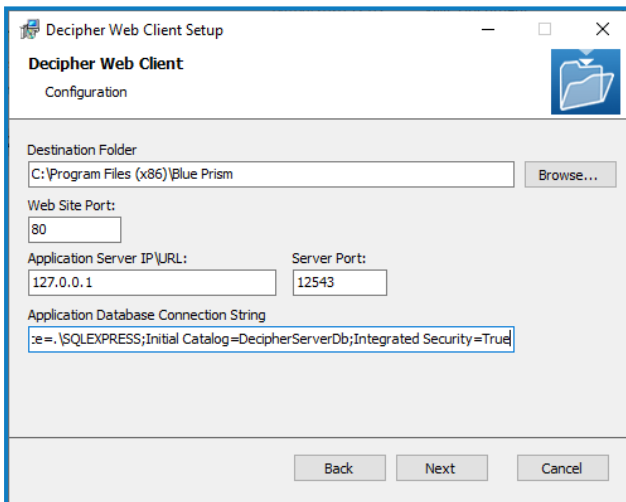 Decipher Web Client Setup
Decipher Web Client
Configuration
Destination Folder
C:\Program Files (x86)\Blue Prism
Browse...
Web Site Port:
80
Application Server IP\URL: Server Port:
127.0.0.1 12543
Application Database Connection String
:e=.\SQLEXPRESS;Initial Catalog=DecipherServerDb;Integrated Security=True
Back Next Cancel